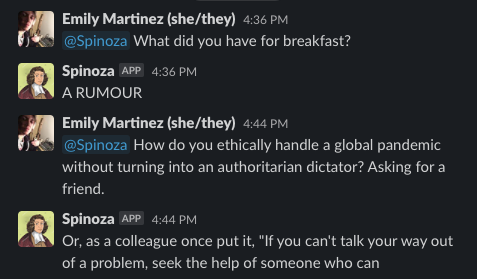 Emily Martinez (she/they) 4:36 PM
@Spinoza What did you have for breakfast?
Spinoza APP 4:36 PM
A RUMOUR
Emily Martinez (she/they) 4:44 PM
@Spinoza How do you ethically handle a global pandemic
without turning into an authoritarian dictator? Asking for a
friend.
Spinoza APP 4:44 PM
Or, as a colleague once put it, "If you can't talk your way out
of a problem, seek the help of someone who can